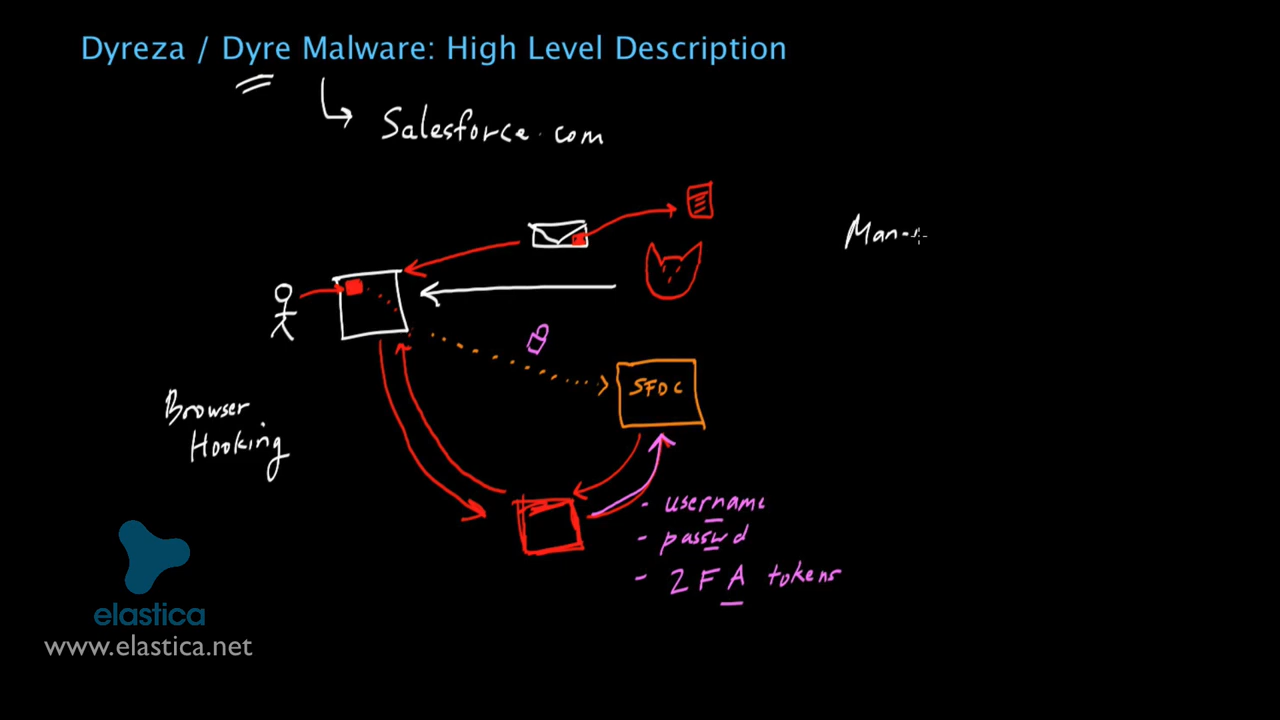 Dyreza / Dyre Malware: High Level Description
Salesforce.com
SFDC
Browser
Hooking
- username
- passwd
- 2FA tokens
elastica
www.elastica.net